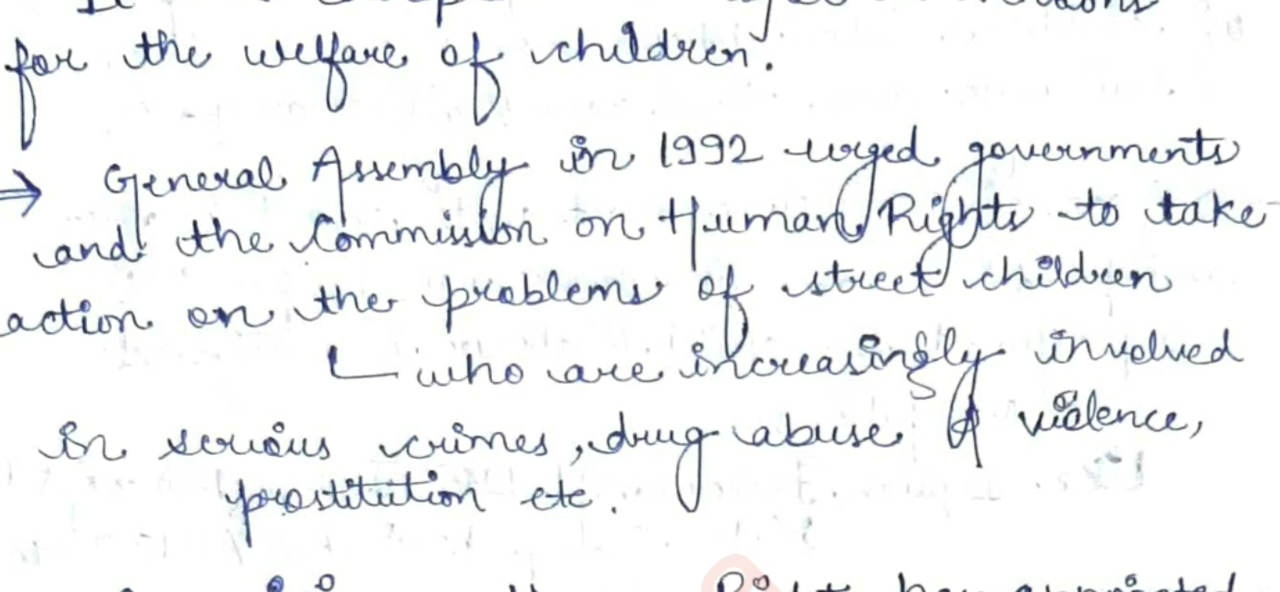 for the welfare of children.
→ General Assembly in 1992 urged governments
and the Commission on Human Rights to take
action on the problems of street children
└ who are increasingly involved
in serious crimes, drug abuse & violence,
prostitution etc.